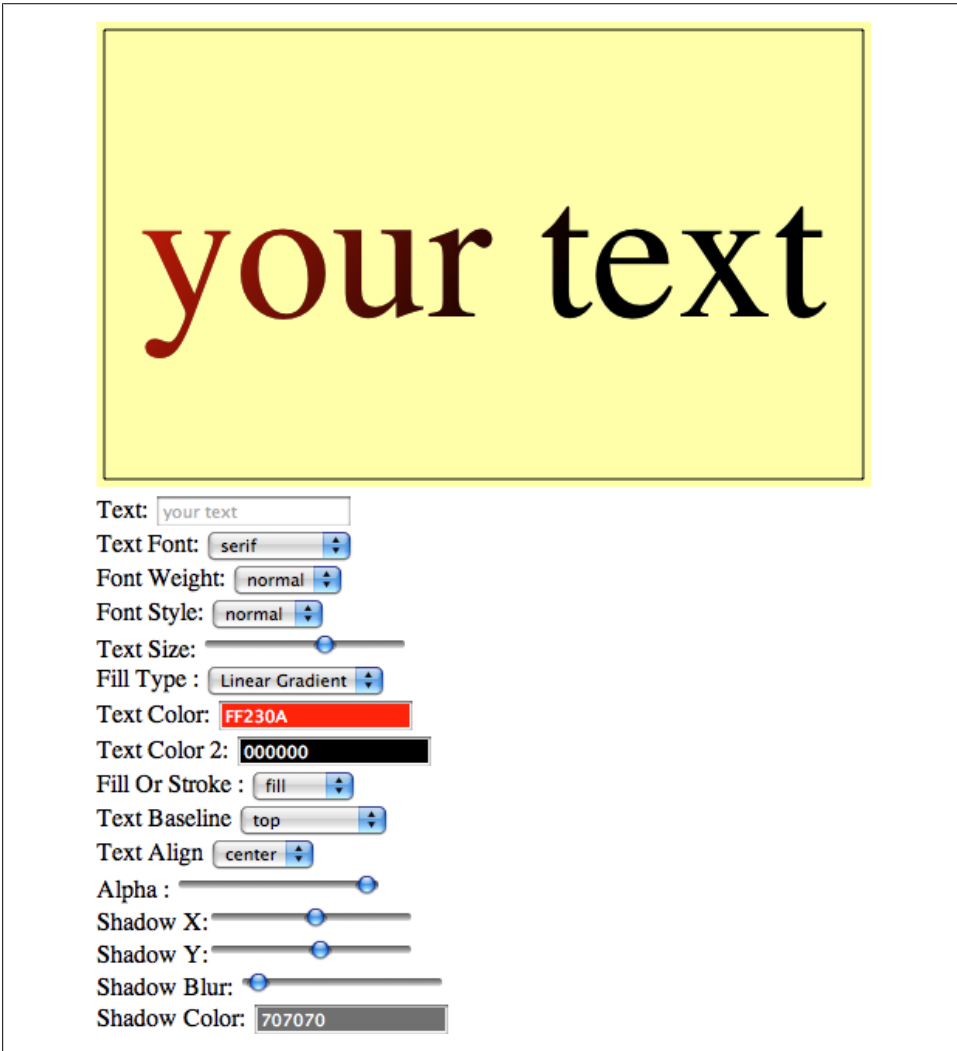 your text
Text: your text
Text Font: serif
Font Weight: normal
Font Style: normal
Text Size:
Fill Type : Linear Gradient
Text Color: FF230A
Text Color 2: 000000
Fill Or Stroke : fill
Text Baseline top
Text Align center
Alpha :
Shadow X:
Shadow Y:
Shadow Blur:
Shadow Color: 707070